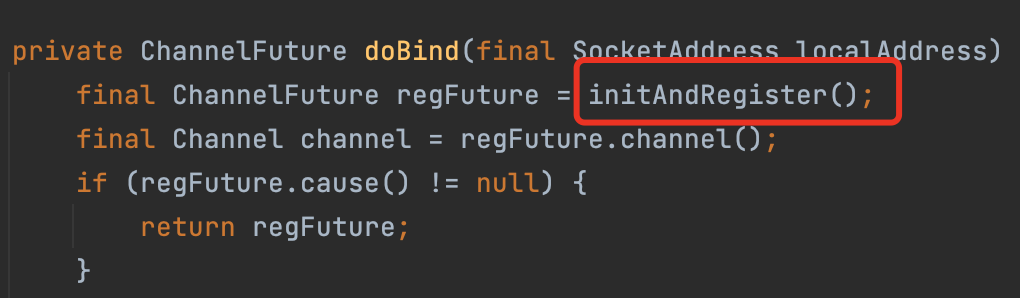 private ChannelFuture doBind(final SocketAddress localAddress)
final ChannelFuture regFuture = initAndRegister();
final Channel channel = regFuture.channel();
if (regFuture.cause() != null) {
return regFuture;
}